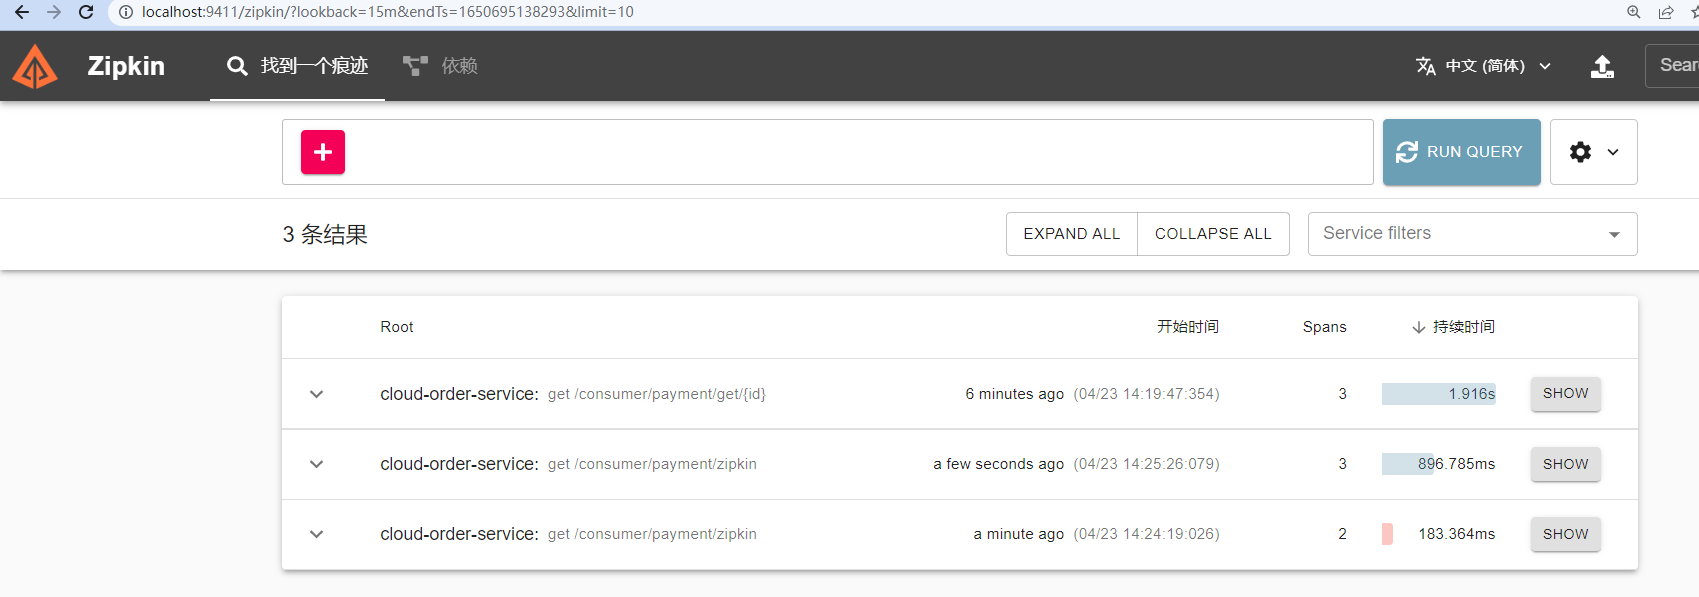 localhost:9411/zipkin/?lookback=15m&endTs=1650695138293&limit=10
Zipkin 找到一个痕迹 依赖 中文 (简体) Sear
RUN QUERY
3 条结果 EXPAND ALL COLLAPSE ALL Service filters
Root 开始时间 Spans 持续时间
cloud-order-service: get /consumer/payment/get/{id} 6 minutes ago (04/23 14:19:47:354) 3 1.916s SHOW
cloud-order-service: get /consumer/payment/zipkin a few seconds ago (04/23 14:25:26:079) 3 896.785ms SHOW
cloud-order-service: get /consumer/payment/zipkin a minute ago (04/23 14:24:19:026) 2 183.364ms SHOW